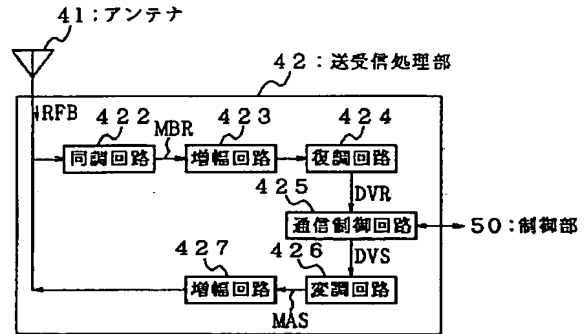 41：アンテナ
42：送受信処理部
RFB
422
MBR
423
424
同調回路
増幅回路
復調回路
DVR
425
通信制御回路
50：制御部
DVS
427
426
増幅回路
変調回路
MAS